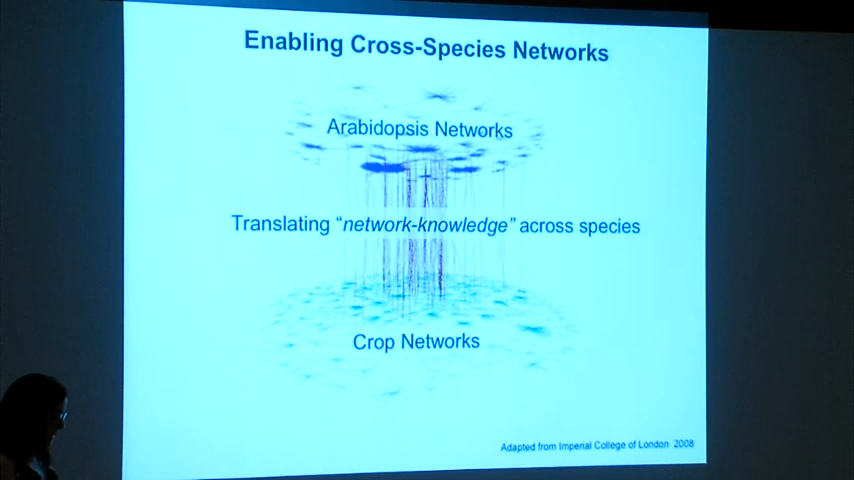 Enabling Cross-Species Networks
Arabidopsis Networks
Translating “network-knowledge” across species
Crop Networks
Adapted from Imperial College of London 2008